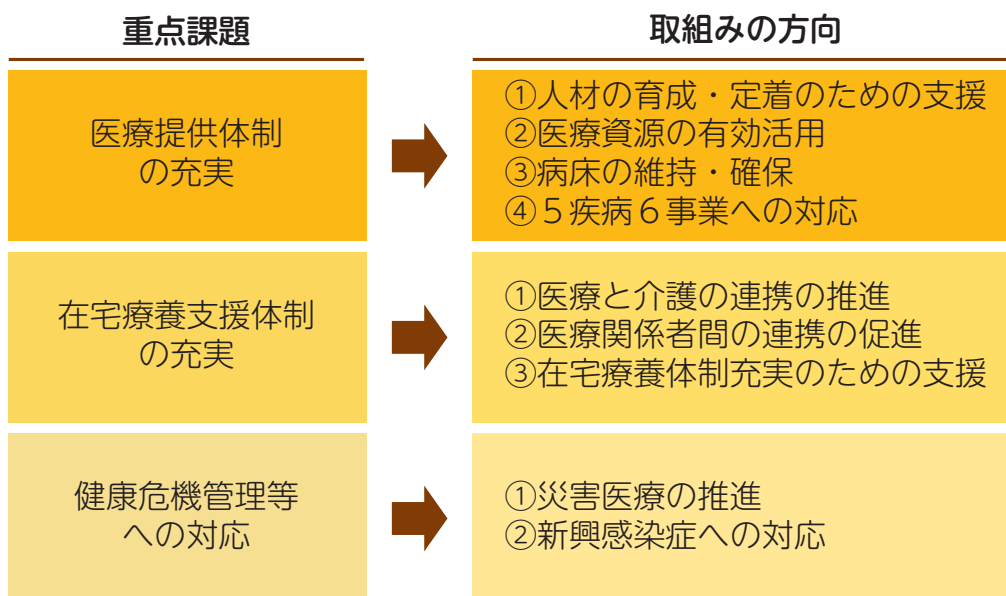 重点課題
取組みの方向
医療提供体制
の充実
①人材の育成・定着のための支援
②医療資源の有効活用
③病床の維持・確保
④５疾病６事業への対応
在宅療養支援体制
の充実
①医療と介護の連携の推進
②医療関係者間の連携の促進
③在宅療養体制充実のための支援
健康危機管理等
への対応
①災害医療の推進
②新興感染症への対応